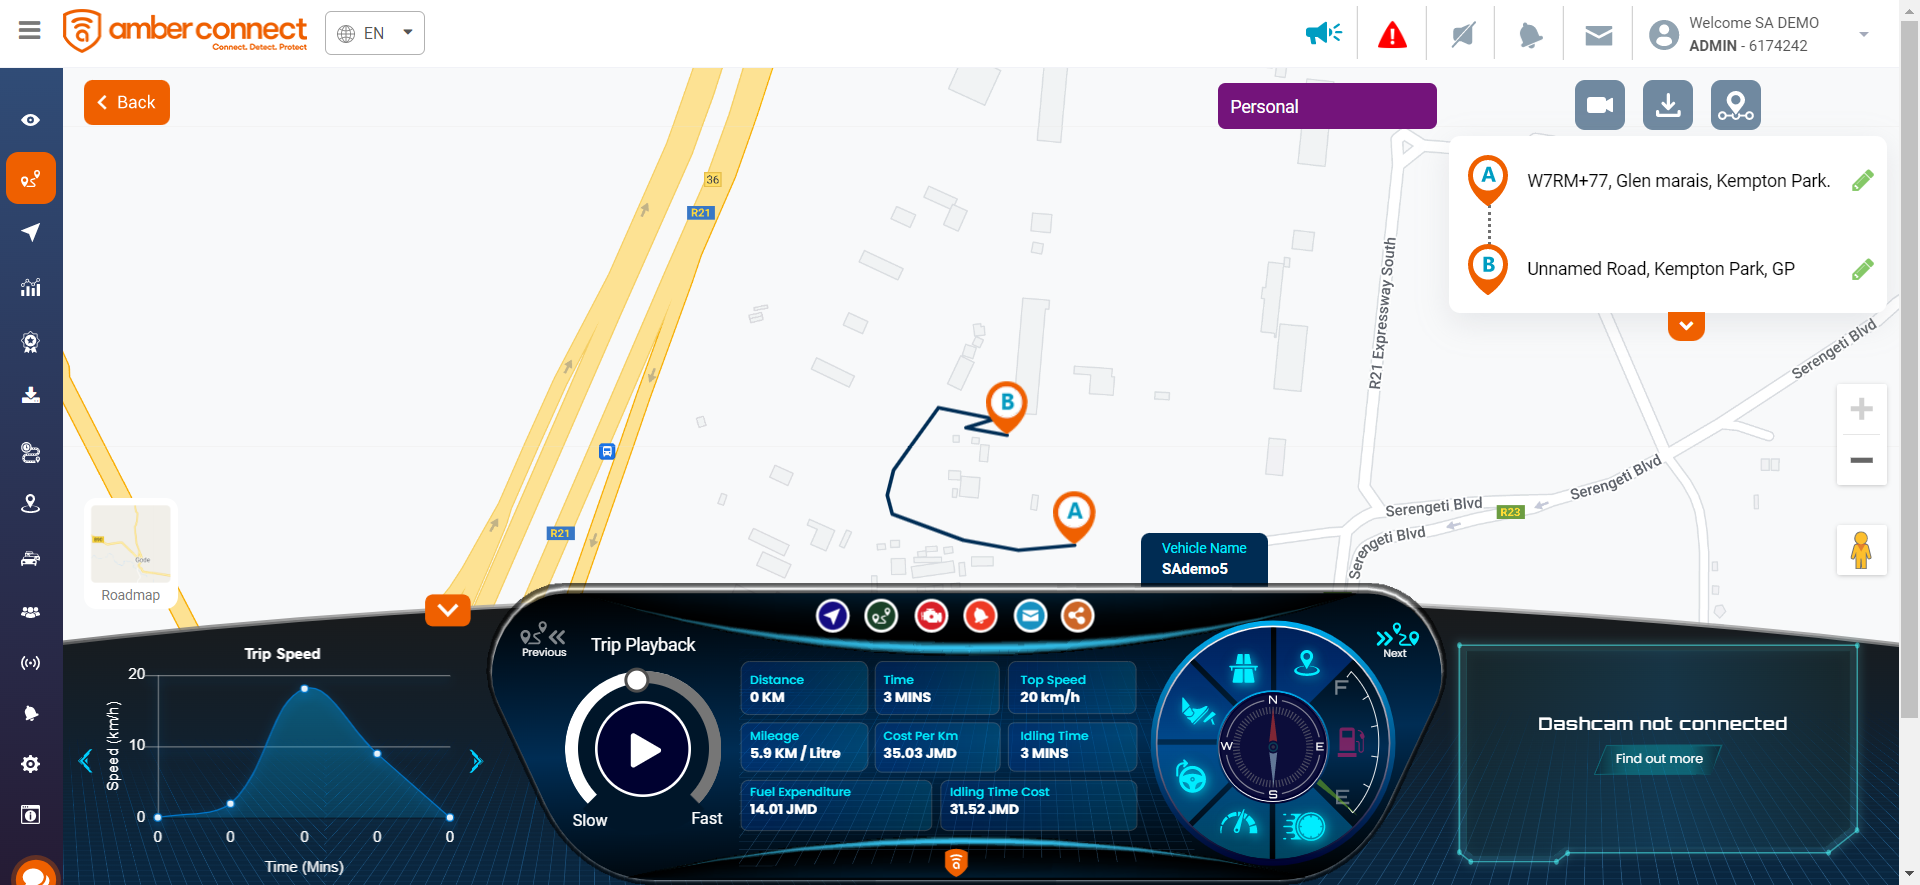 amber connect
Connect. Detect. Protect
EN
Welcome SA DEMO
ADMIN - 6174242
Back
Personal
A
W7RM+77, Glen marais, Kempton Park.
B
Unnamed Road, Kempton Park, GP
36
R21
R21 Expressway South
Serengeti Blvd
B
A
Serengeti Blvd
Serengeti Blvd
R23
Serengeti Blvd
R21
Gode
Roadmap
Vehicle Name
SAdemo5
Trip Speed
20
10
0
Speed (km/h)
0 0 0 0 0
Time (Mins)
Previous
Trip Playback
Slow
Fast
Distance
0 KM
Time
3 MINS
Top Speed
20 km/h
Mileage
5.9 KM / Litre
Cost Per Km
35.03 JMD
Idling Time
3 MINS
Fuel Expenditure
14.01 JMD
Idling Time Cost
31.52 JMD
Next
N
W
E
S
F
E
Dashcam not connected
Find out more